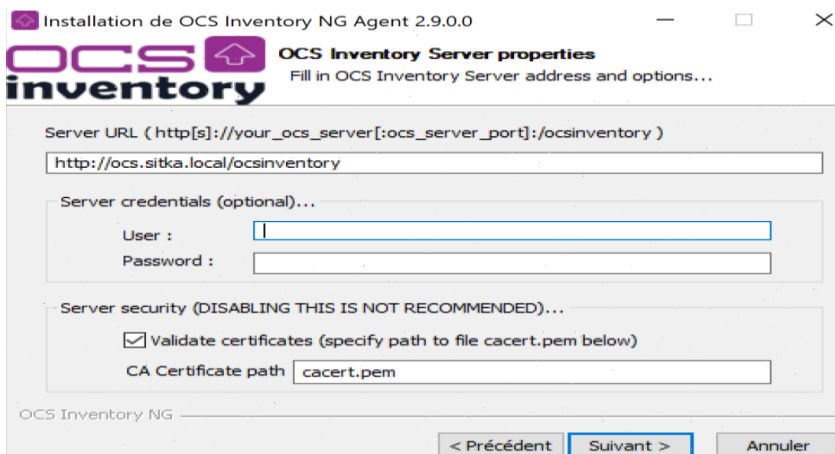 Installation de OCS Inventory NG Agent 2.9.0.0
OCS
inventory
OCS Inventory Server properties
Fill in OCS Inventory Server address and options...
Server URL ( http[s]://your_ocs_server[:ocs_server_port]:/ocsinventory )
http://ocs.sitka.local/ocsinventory
Server credentials (optional)...
User :
Password :
Server security (DISABLING THIS IS NOT RECOMMENDED)...
Validate certificates (specify path to file cacert.pem below)
CA Certificate path cacert.pem
OCS Inventory NG
< Précédent Suivant > Annuler